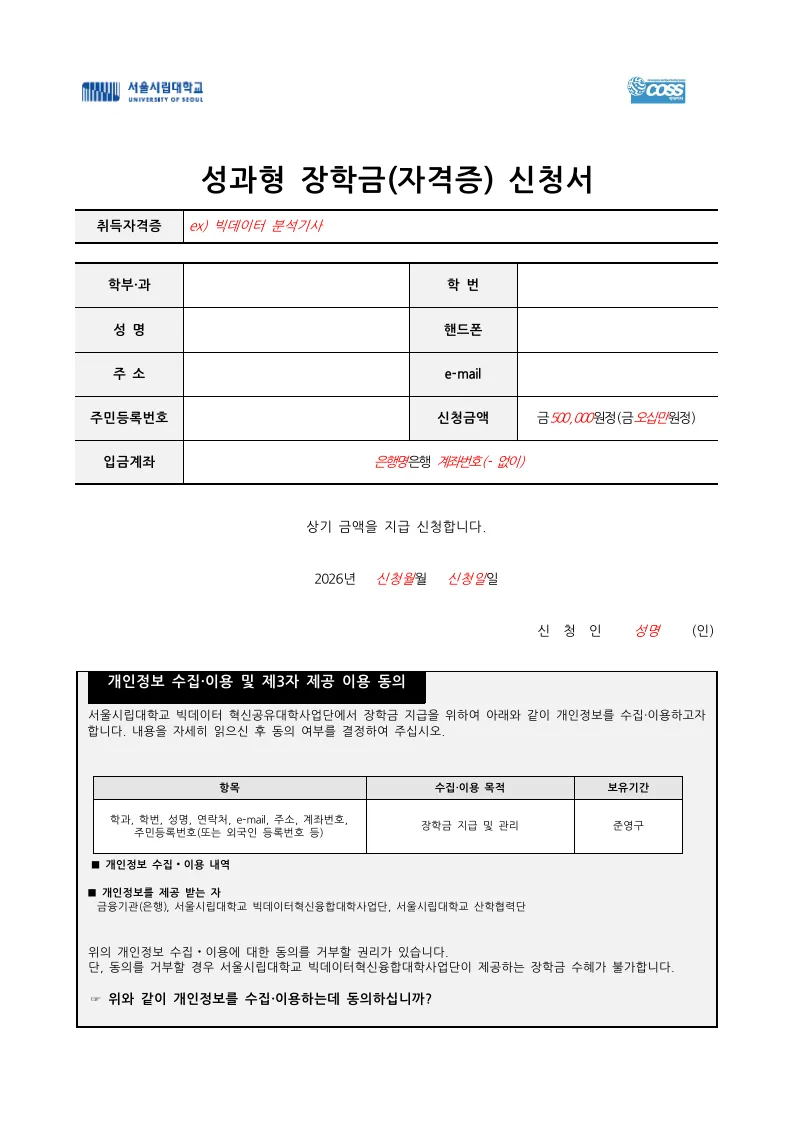 서울시립대학교
UNIVERSITY OF SEOUL
COSS
성과형 장학금(자격증) 신청서
취득자격증 ex) 빅데이터 분석기사
학부·과 학 번
성 명 핸드폰
주 소 e-mail
주민등록번호 신청금액 금500,000원정(금오십만원정)
입금계좌 은행명은행 계좌번호(- 없이)
상기 금액을 지급 신청합니다.
2026년 신청월월 신청일일
신 청 인 성명 (인)
개인정보 수집·이용 및 제3자 제공 이용 동의
서울시립대학교 빅데이터 혁신공유대학사업단에서 장학금 지급을 위하여 아래와 같이 개인정보를 수집·이용하고자
합니다. 내용을 자세히 읽으신 후 동의 여부를 결정하여 주십시오.
항목 수집·이용 목적 보유기간
학과, 학번, 성명, 연락처, e-mail, 주소, 계좌번호,
주민등록번호(또는 외국인 등록번호 등) 장학금 지급 및 관리 준영구
■ 개인정보 수집・이용 내역
■ 개인정보를 제공 받는 자
금융기관(은행), 서울시립대학교 빅데이터혁신융합대학사업단, 서울시립대학교 산학협력단
위의 개인정보 수집・이용에 대한 동의를 거부할 권리가 있습니다.
단, 동의를 거부할 경우 서울시립대학교 빅데이터혁신융합대학사업단이 제공하는 장학금 수혜가 불가합니다.
☞ 위와 같이 개인정보를 수집·이용하는데 동의하십니까?